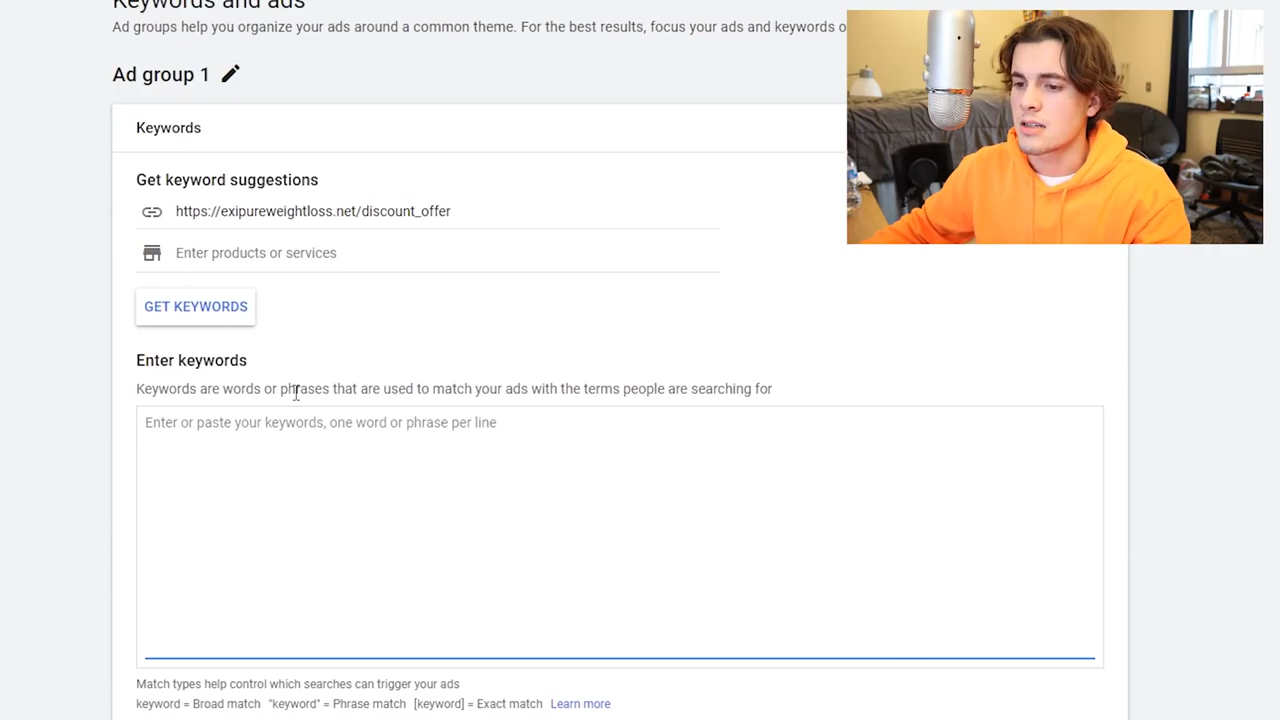 Keywords and ads
Ad groups help you organize your ads around a common theme. For the best results, focus your ads and keywords o
Ad group 1
Keywords
Get keyword suggestions
https://exipureweightloss.net/discount_offer
Enter products or services
GET KEYWORDS
Enter keywords
Keywords are words or phrases that are used to match your ads with the terms people are searching for
Enter or paste your keywords, one word or phrase per line
Match types help control which searches can trigger your ads
keyword = Broad match "keyword" = Phrase match [keyword] = Exact match Learn more